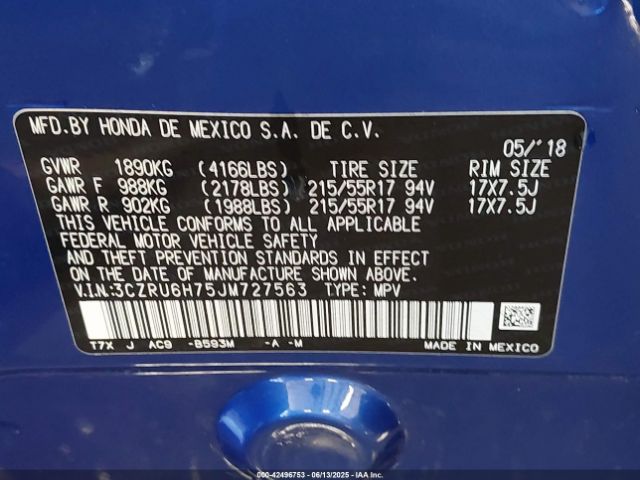 MFD.BY HONDA DE MEXICO S.A. DE C.V.
05/'18
GVWR 1890KG (4166LBS) TIRE SIZE RIM SIZE
GAWR F 988KG (2178LBS) 215/55R17 94V 17X7.5J
GAWR R 902KG (1988LBS) 215/55R17 94V 17X7.5J
THIS VEHICLE CONFORMS TO ALL APPLICABLE
FEDERAL MOTOR VEHICLE SAFETY
AND THEFT PREVENTION STANDARDS IN EFFECT
ON THE DATE OF MANUFACTURE SHOWN ABOVE.
V.I.N:3CZRU6H75JM727563 TYPE: MPV
T7X J AC9 -B593M -A -M MADE IN MEXICO
000-42496753 - 06/13/2025 - IAA Inc.